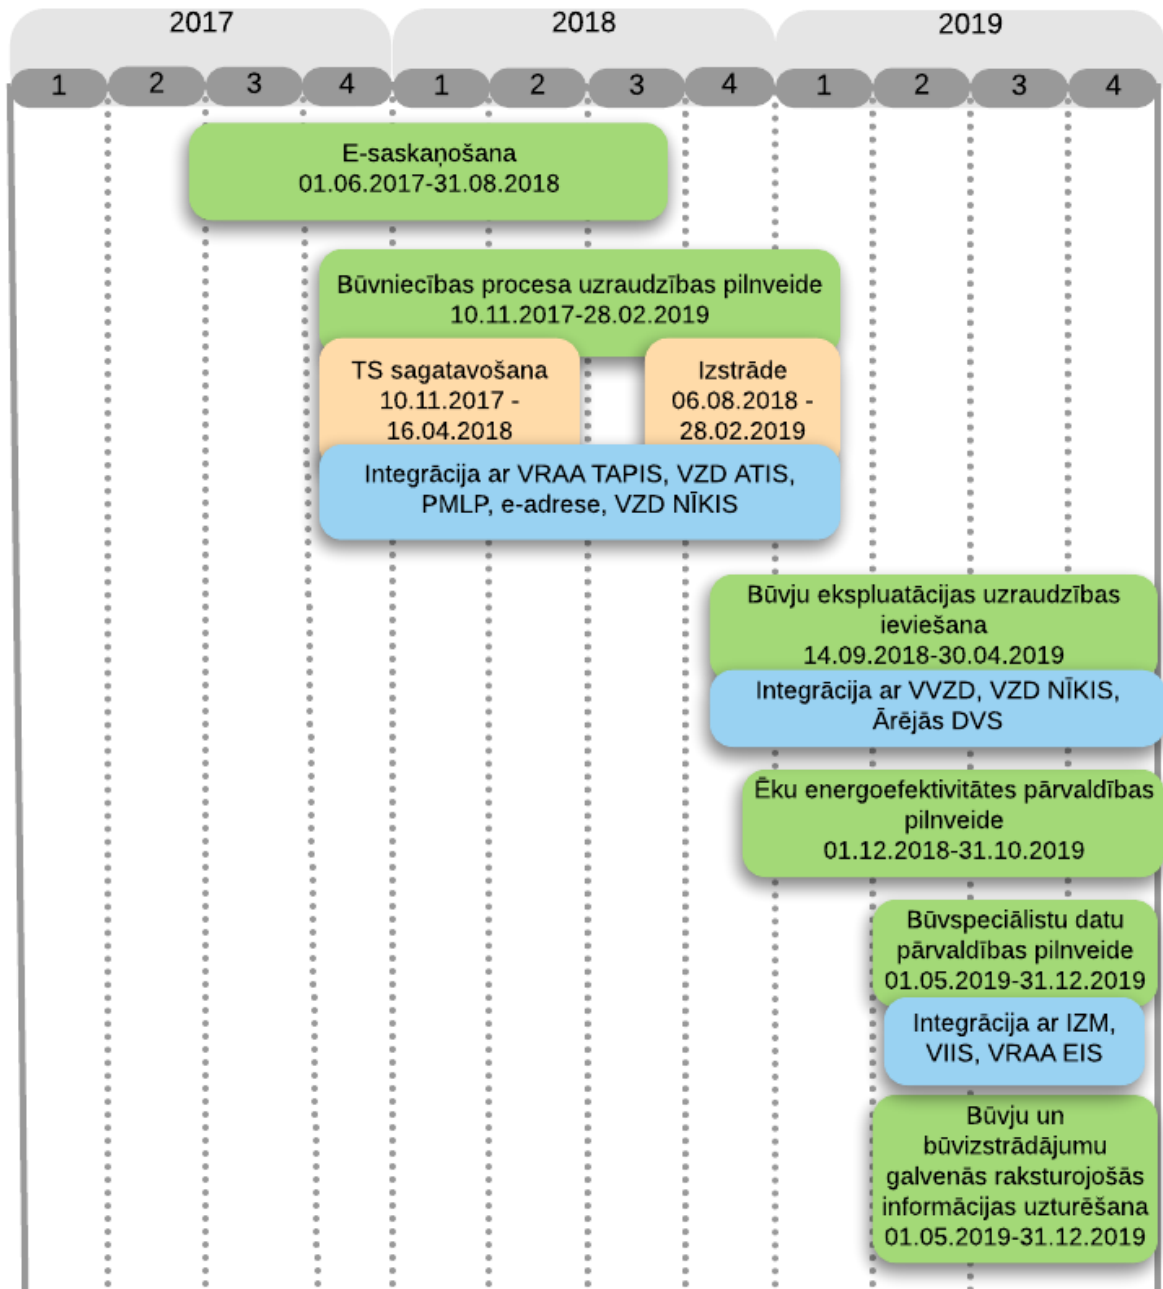 2017
2018
2019
1 2 3 4 1 2 3 4 1 2 3 4
E-saskaņošana
01.06.2017-31.08.2018
Būvniecības procesa uzraudzības pilnveide
10.11.2017-28.02.2019
TS sagatavošana
10.11.2017 -
16.04.2018
Izstrāde
06.08.2018 -
28.02.2019
Integrācija ar VRAA TAPIS, VZD ATIS,
PMLP, e-adrese, VZD NĪKIS
Būvju ekspluatācijas uzraudzības
ieviešana
14.09.2018-30.04.2019
Integrācija ar VVZD, VZD NĪKIS,
Ārējās DVS
Ēku energoefektivitātes pārvaldības
pilnveide
01.12.2018-31.10.2019
Būvspeciālistu datu
pārvaldības pilnveide
01.05.2019-31.12.2019
Integrācija ar IZM,
VIIS, VRAA EIS
Būvju un
būvizstrādājumu
galvenās raksturojošās
informācijas uzturēšana
01.05.2019-31.12.2019